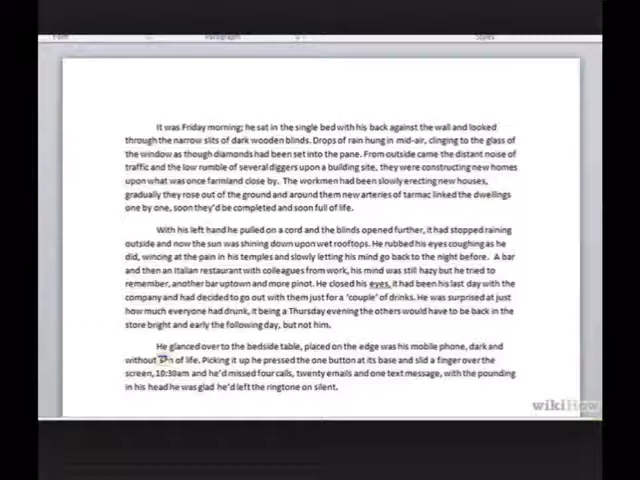 Font Paragraph Styles
It was Friday morning; he sat in the single bed with his back against the wall and looked
through the narrow slits of dark wooden blinds. Drops of rain hung in mid-air, clinging to the glass of
the window as though diamonds had been set into the pane. From outside came the distant noise of
traffic and the low rumble of several diggers upon a building site, they were constructing new homes
upon what was once farmland close by. The workmen had been slowly erecting new houses,
gradually they rose out of the ground and around them new arteries of tarmac linked the dwellings
one by one, soon they'd be completed and soon full of life.
With his left hand he pulled on a cord and the blinds opened further, it had stopped raining
outside and now the sun was shining down upon wet rooftops. He rubbed his eyes coughing as he
did, wincing at the pain in his temples and slowly letting his mind go back to the night before. A bar
and then an Italian restaurant with colleagues from work, his mind was still hazy but he tried to
remember, another bar uptown and more pinot. He closed his eyes, it had been his last day with the
company and had decided to go out with them just for a 'couple' of drinks. He was surprised at just
how much everyone had drunk, it being a Thursday evening the others would have to be back in the
store bright and early the following day, but not him.
He glanced over to the bedside table, placed on the edge was his mobile phone, dark and
without of life. Picking it up he pressed the one button at its base and slid a finger over the
screen, 10:30am and he'd missed four calls, twenty emails and one text message, with the pounding
in his head he was glad he'd left the ringtone on silent.
wikiHow